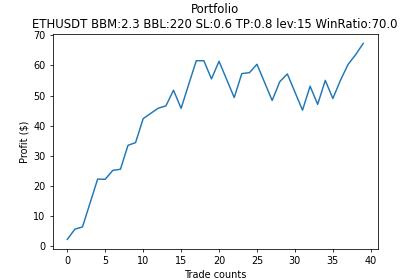 Portfolio
ETHUSDT BBM:2.3 BBL:220 SL:0.6 TP:0.8 lev:15 WinRatio:70.0
70
60
50
40
30
20
10
0
Profit ($)
0 5 10 15 20 25 30 35 40
Trade counts